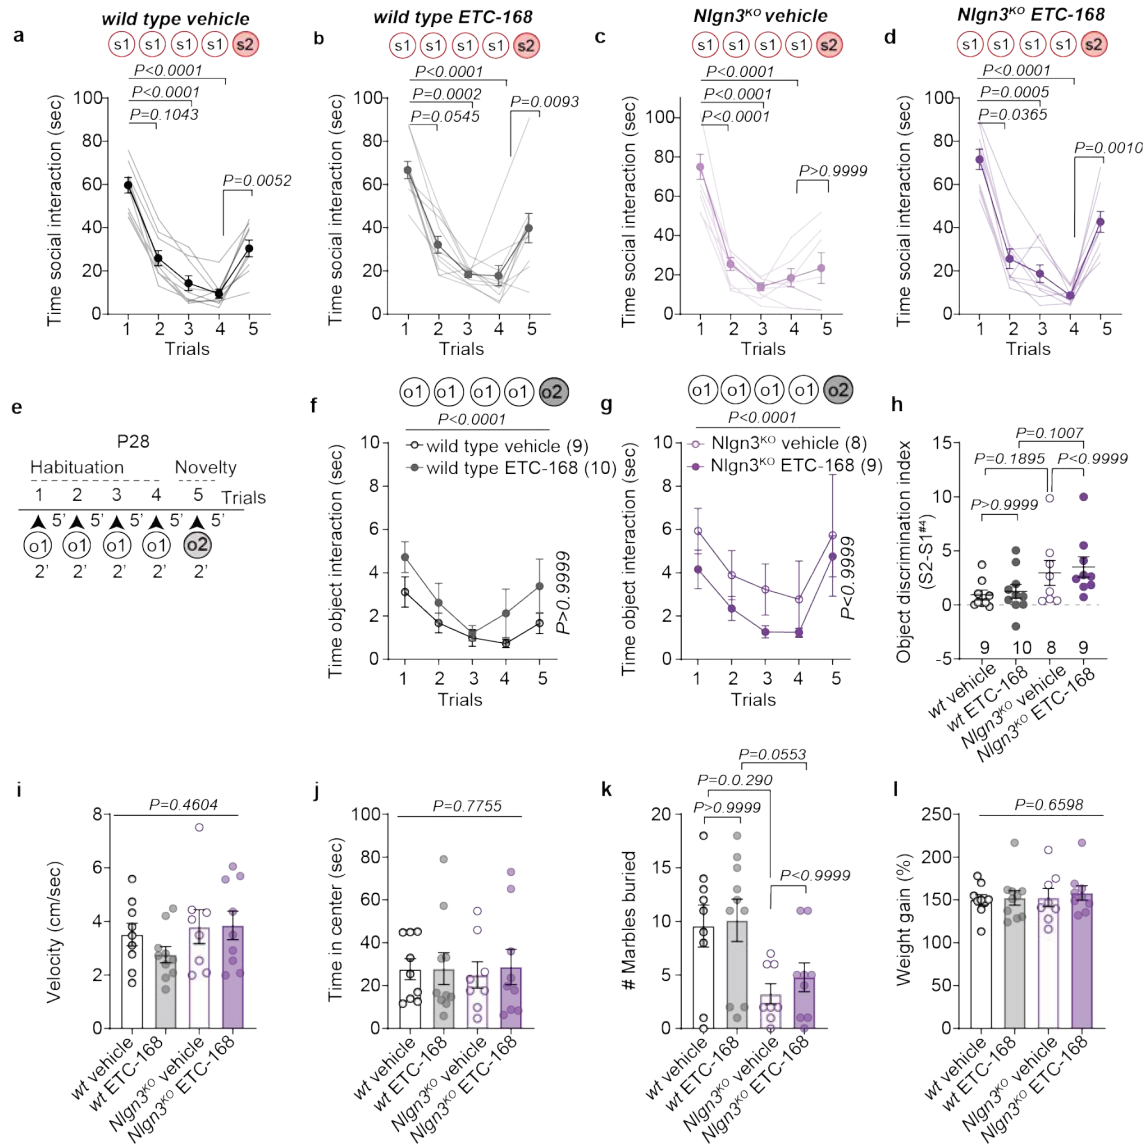 a
wild type vehicle
s1 s1 s1 s1 s2
P<0.0001
P<0.0001
P=0.1043
P=0.0052
Time social interaction (sec)
100
80
60
40
20
0
1 2 3 4 5
Trials
b
wild type ETC-168
s1 s1 s1 s1 s2
P<0.0001
P=0.0002
P=0.0545
P=0.0093
Time social interaction (sec)
100
80
60
40
20
0
1 2 3 4 5
Trials
c
Nlgn3KO vehicle
s1 s1 s1 s1 s2
P<0.0001
P<0.0001
P<0.0001
P>0.9999
Time social interaction (sec)
100
80
60
40
20
0
1 2 3 4 5
Trials
d
Nlgn3KO ETC-168
s1 s1 s1 s1 s2
P<0.0001
P=0.0005
P=0.0365
P=0.0010
Time social interaction (sec)
100
80
60
40
20
0
1 2 3 4 5
Trials
e
P28
Habituation Novelty
1 2 3 4 5 Trials
5' 5' 5' 5' 5'
o1 o1 o1 o1 o2
2' 2' 2' 2' 2'
f
o1 o1 o1 o1 o2
P<0.0001
wild type vehicle (9)
wild type ETC-168 (10)
P>0.9999
Time object interaction (sec)
10
8
6
4
2
0
1 2 3 4 5
Trials
g
o1 o1 o1 o1 o2
P<0.0001
Nlgn3KO vehicle (8)
Nlgn3KO ETC-168 (9)
P<0.9999
Time object interaction (sec)
10
8
6
4
2
0
1 2 3 4 5
Trials
h
P=0.1007
P=0.1895 P<0.9999
P>0.9999
Object discrimination index
(S2-S1#4)
15
10
5
0
-5
9 10 8 9
wt vehicle
wt ETC-168
Nlgn3KO vehicle
Nlgn3KO ETC-168
i
P=0.4604
Velocity (cm/sec)
8
6
4
2
0
wt vehicle
wt ETC-168
Nlgn3KO vehicle
Nlgn3KO ETC-168
j
P=0.7755
Time in center (sec)
100
80
60
40
20
0
wt vehicle
wt ETC-168
Nlgn3KO vehicle
Nlgn3KO ETC-168
k
P=0.0553
P=0.0.290
P>0.9999
P<0.9999
# Marbles buried
20
15
10
5
0
wt vehicle
wt ETC-168
Nlgn3KO vehicle
Nlgn3KO ETC-168
l
P=0.6598
Weight gain (%)
250
200
150
100
50
0
wt vehicle
wt ETC-168
Nlgn3KO vehicle
Nlgn3KO ETC-168